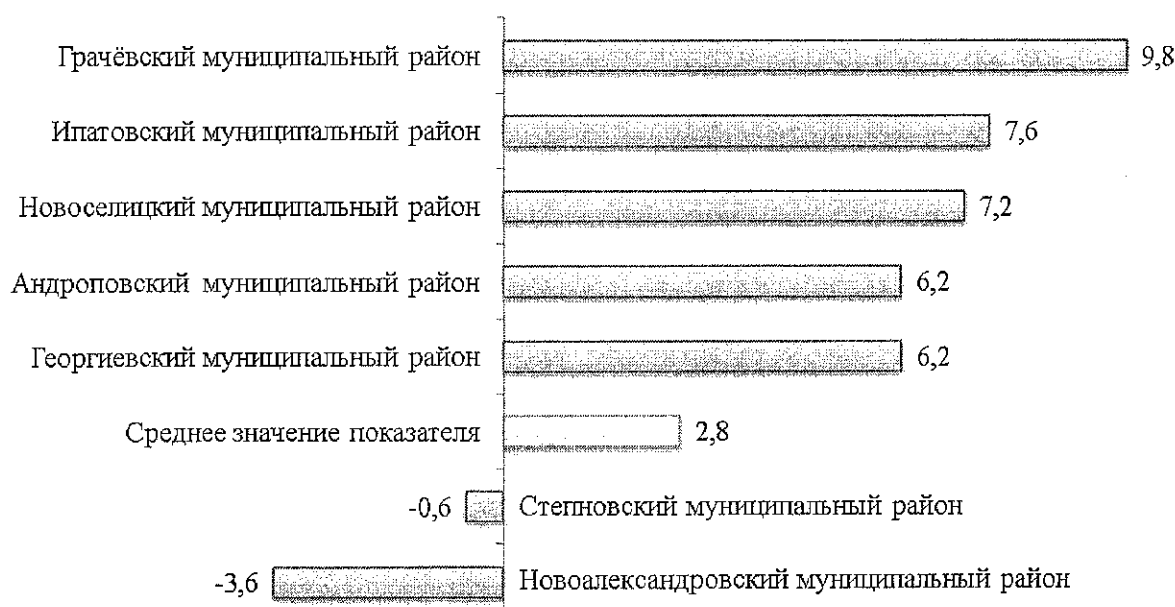 Грачёвский муниципальный район 9,8
Ипатовский муниципальный район 7,6
Новоселицкий муниципальный район 7,2
Андроповский муниципальный район 6,2
Георгиевский муниципальный район 6,2
Среднее значение показателя 2,8
-0,6 Степновский муниципальный район
-3,6 Новоалександровский муниципальный район